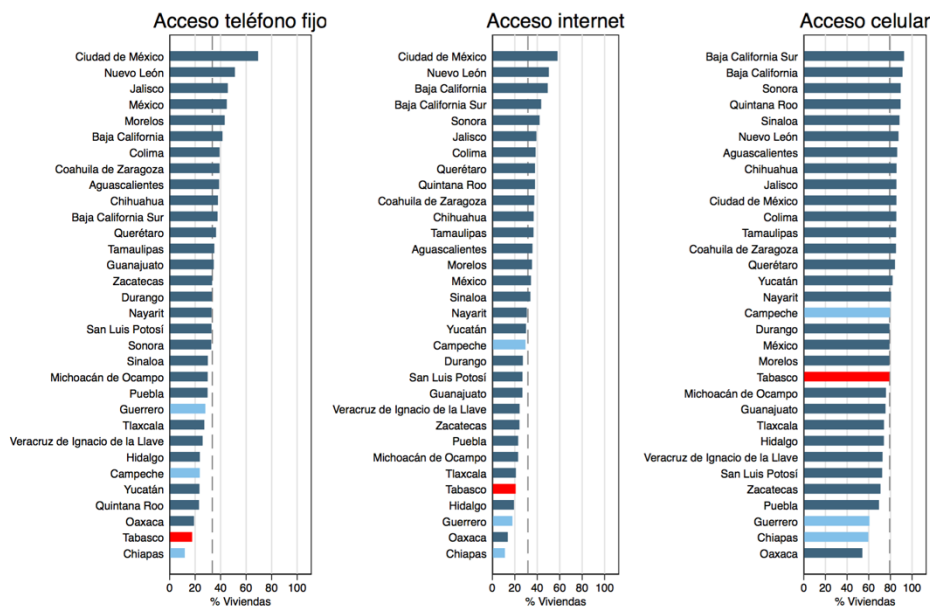 Acceso teléfono fijo
Ciudad de México
Nuevo León
Jalisco
México
Morelos
Baja California
Colima
Coahuila de Zaragoza
Aguascalientes
Chihuahua
Baja California Sur
Querétaro
Tamaulipas
Guanajuato
Zacatecas
Durango
Nayarit
San Luis Potosí
Sonora
Sinaloa
Michoacán de Ocampo
Puebla
Guerrero
Tlaxcala
Veracruz de Ignacio de la Llave
Hidalgo
Campeche
Yucatán
Quintana Roo
Oaxaca
Tabasco
Chiapas
0 20 40 60 80 100
% Viviendas
Acceso internet
Ciudad de México
Nuevo León
Baja California
Baja California Sur
Sonora
Jalisco
Colima
Querétaro
Quintana Roo
Coahuila de Zaragoza
Chihuahua
Tamaulipas
Aguascalientes
Morelos
México
Sinaloa
Nayarit
Yucatán
Campeche
Durango
San Luis Potosí
Guanajuato
Veracruz de Ignacio de la Llave
Zacatecas
Puebla
Michoacán de Ocampo
Tlaxcala
Tabasco
Hidalgo
Guerrero
Oaxaca
Chiapas
0 20 40 60 80 100
% Viviendas
Acceso celular
Baja California Sur
Baja California
Sonora
Quintana Roo
Sinaloa
Nuevo León
Aguascalientes
Chihuahua
Jalisco
Ciudad de México
Colima
Tamaulipas
Coahuila de Zaragoza
Querétaro
Yucatán
Nayarit
Campeche
Durango
México
Morelos
Tabasco
Michoacán de Ocampo
Guanajuato
Tlaxcala
Hidalgo
Veracruz de Ignacio de la Llave
San Luis Potosí
Zacatecas
Puebla
Guerrero
Chiapas
Oaxaca
0 20 40 60 80 100
% Viviendas